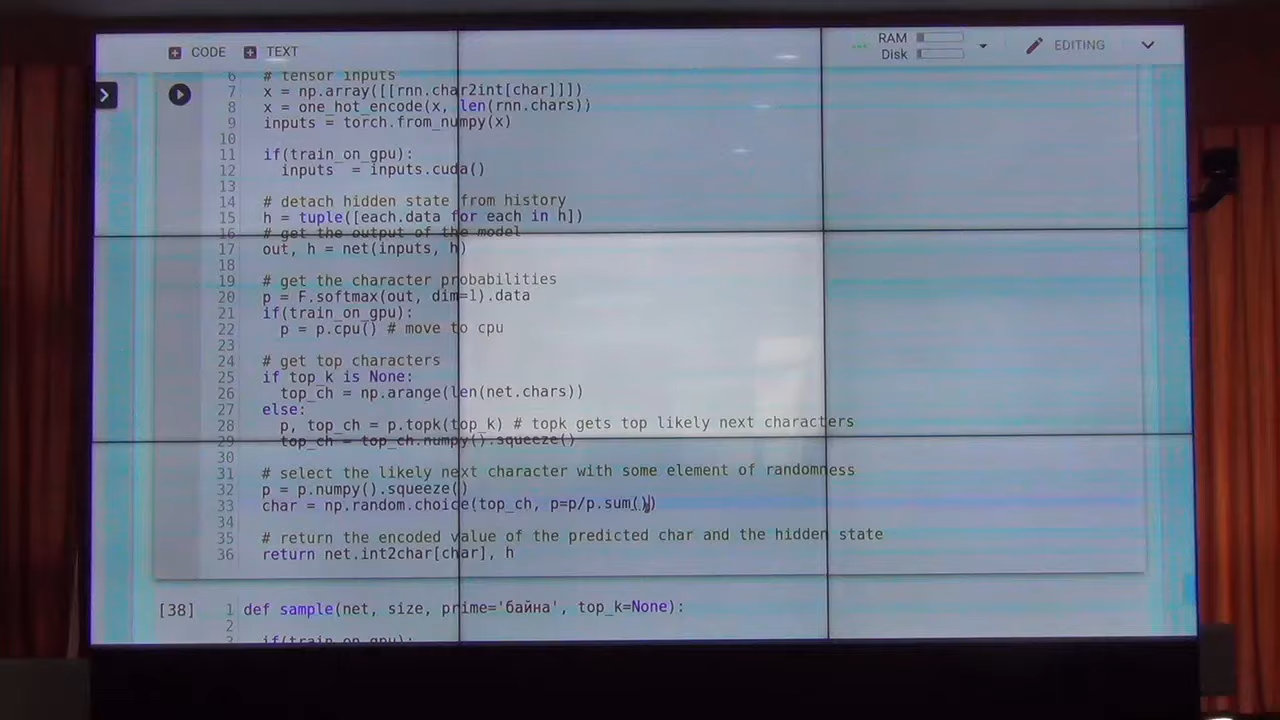 CODE TEXT RAM Disk EDITING
6 # tensor inputs
7 x = np.array([[rnn.char2int[char]]])
8 x = one_hot_encode(x, len(rnn.chars))
9 inputs = torch.from_numpy(x)
10
11 if(train_on_gpu):
12 inputs = inputs.cuda()
13
14 # detach hidden state from history
15 h = tuple([each.data for each in h])
16 # get the output of the model
17 out, h = net(inputs, h)
18
19 # get the character probabilities
20 p = F.softmax(out, dim=1).data
21 if(train_on_gpu):
22 p = p.cpu() # move to cpu
23
24 # get top characters
25 if top_k is None:
26 top_ch = np.arange(len(net.chars))
27 else:
28 p, top_ch = p.topk(top_k) # topk gets top likely next characters
29 top_ch = top_ch.numpy().squeeze()
30
31 # select the likely next character with some element of randomness
32 p = p.numpy().squeeze()
33 char = np.random.choice(top_ch, p=p/p.sum())
34
35 # return the encoded value of the predicted char and the hidden state
36 return net.int2char[char], h
[38] 1 def sample(net, size, prime='байна', top_k=None):
2
3 if(train_on_gpu):